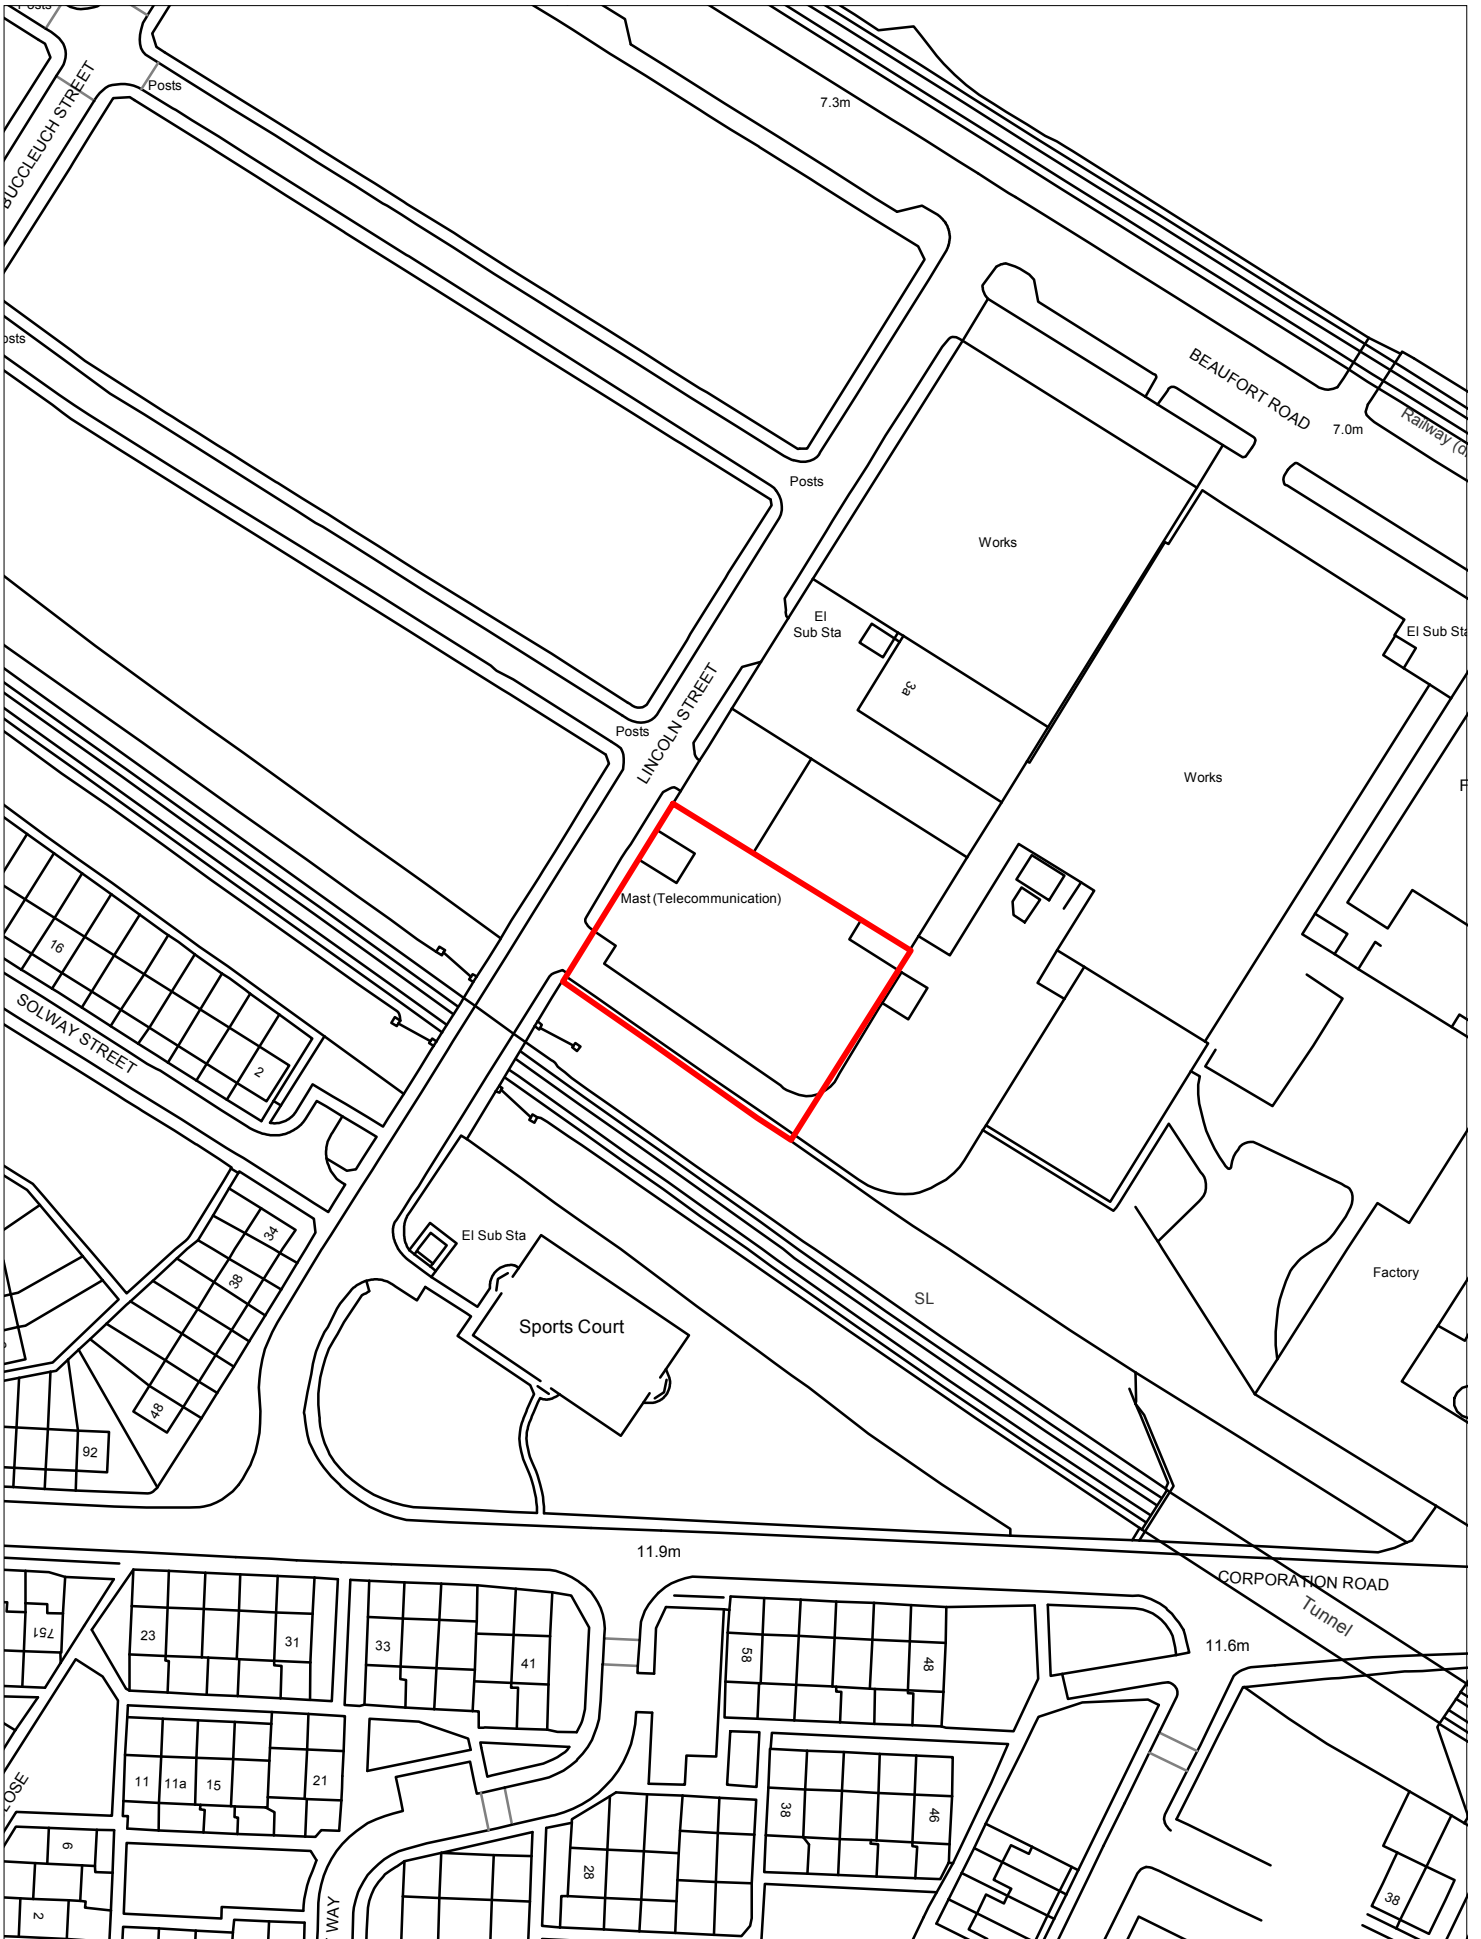 Posts
BUCCLEUCH STREET
Posts
7.3m
BEAUFORT ROAD
7.0m
Railway
Posts
Works
El
Sub Sta
El Sub Sta
3a
LINCOLN STREET
Posts
Works
Mast (Telecommunication)
16
SOLWAY STREET
2
34
38
48
92
El Sub Sta
Sports Court
SL
Factory
11.9m
CORPORATION ROAD
Tunnel
11.6m
751
23
31
33
41
58
48
11
11a
15
21
38
46
28
6
2
WAY
38